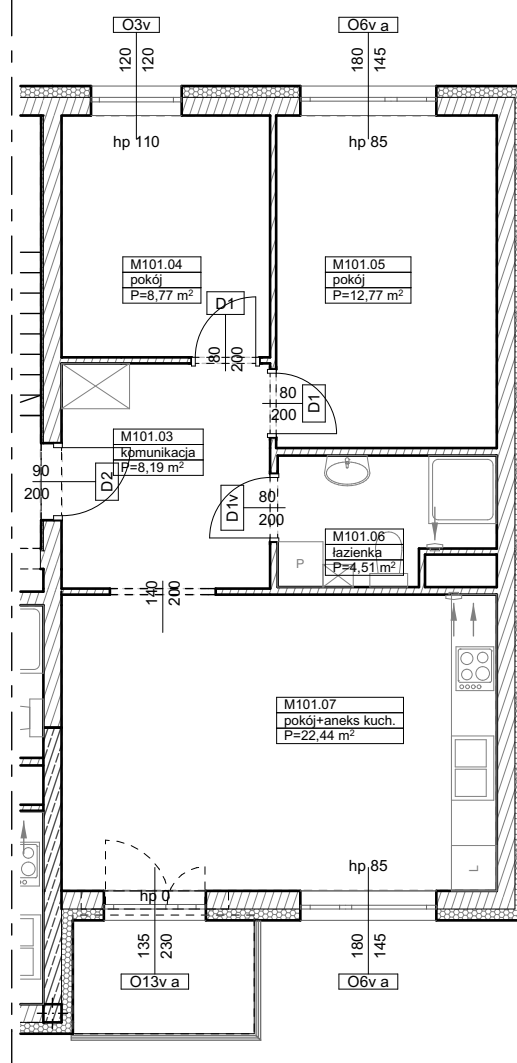 O3v
O6v a
120
120
180
145
hp 110
hp 85
M101.04
pokój
P=8,77 m²
M101.05
pokój
P=12,77 m²
D1
80
200
80
200
D1
M101.03
komunikacja
P=8,19 m²
90
200
D2
D1v
80
200
M101.06
łazienka
P=4,51 m²
P
140
200
M101.07
pokój+aneks kuch.
P=22,44 m²
hp 85
L
hp 0
135
230
180
145
O13v a
O6v a